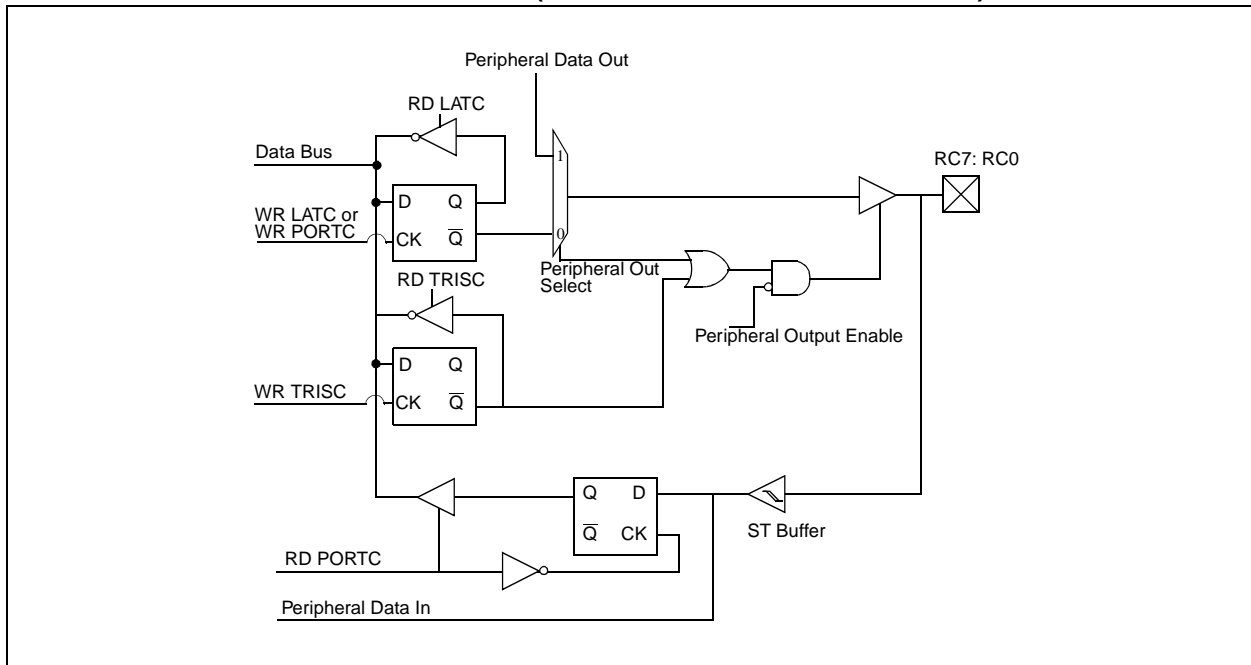 Peripheral Data Out
RD LATC
Data Bus
1
RC7: RC0
D
Q
WR LATC or
WR PORTC
CK
Q̅
0
Peripheral Out
Select
RD TRISC
Peripheral Output Enable
D
Q
WR TRISC
CK
Q̅
Q
D
Q̅
CK
ST Buffer
RD PORTC
Peripheral Data In